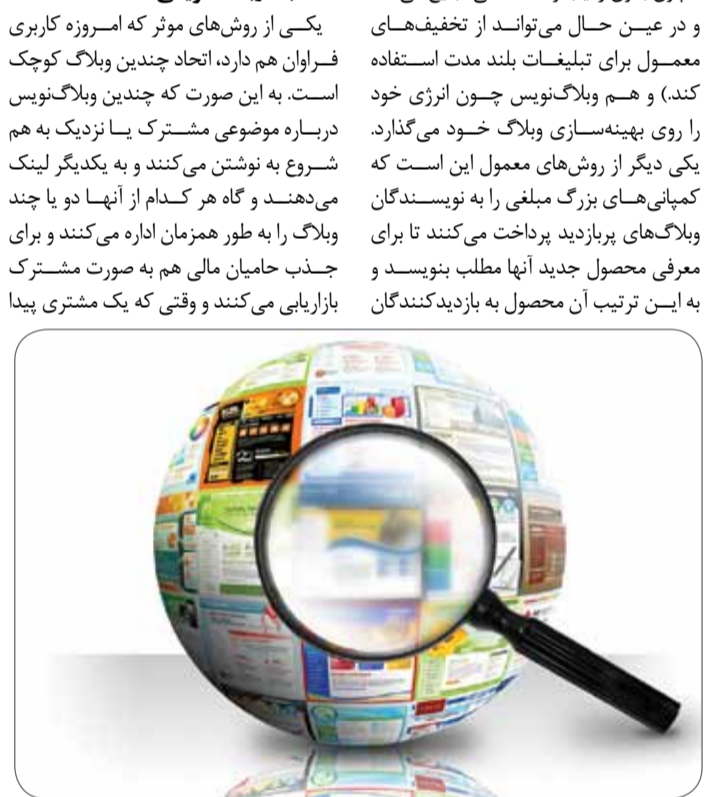 و در عین حال می‌تواند از تخفیف‌های
معمول برای تبلیغات بلند مدت استفاده
کند.) و هم وبلاگ‌نویس چون انرژی خود
را روی بهینه‌سازی وبلاگ خود می‌گذارد.
یکی دیگر از روش‌های معمول این است که
کمپانی‌های بزرگ مبلغی را به نویسندگان
وبلاگ‌های پربازدید پرداخت می‌کنند تا برای
معرفی محصول جدید آنها مطلب بنویسد و
به این ترتیب آن محصول به بازدیدکنندگان
یکی از روش‌های موثر که امروزه کاربری
فراوان هم دارد، اتحاد چندین وبلاگ کوچک
است. به این صورت که چندین وبلاگ‌نویس
درباره موضوعی مشترک یا نزدیک به هم
شروع به نوشتن می‌کنند و به یکدیگر لینک
می‌دهند و گاه هر کدام از آنها دو یا چند
وبلاگ را به طور همزمان اداره می‌کنند و برای
جذب حامیان مالی هم به صورت مشترک
بازاریابی می‌کنند و وقتی که یک مشتری پیدا